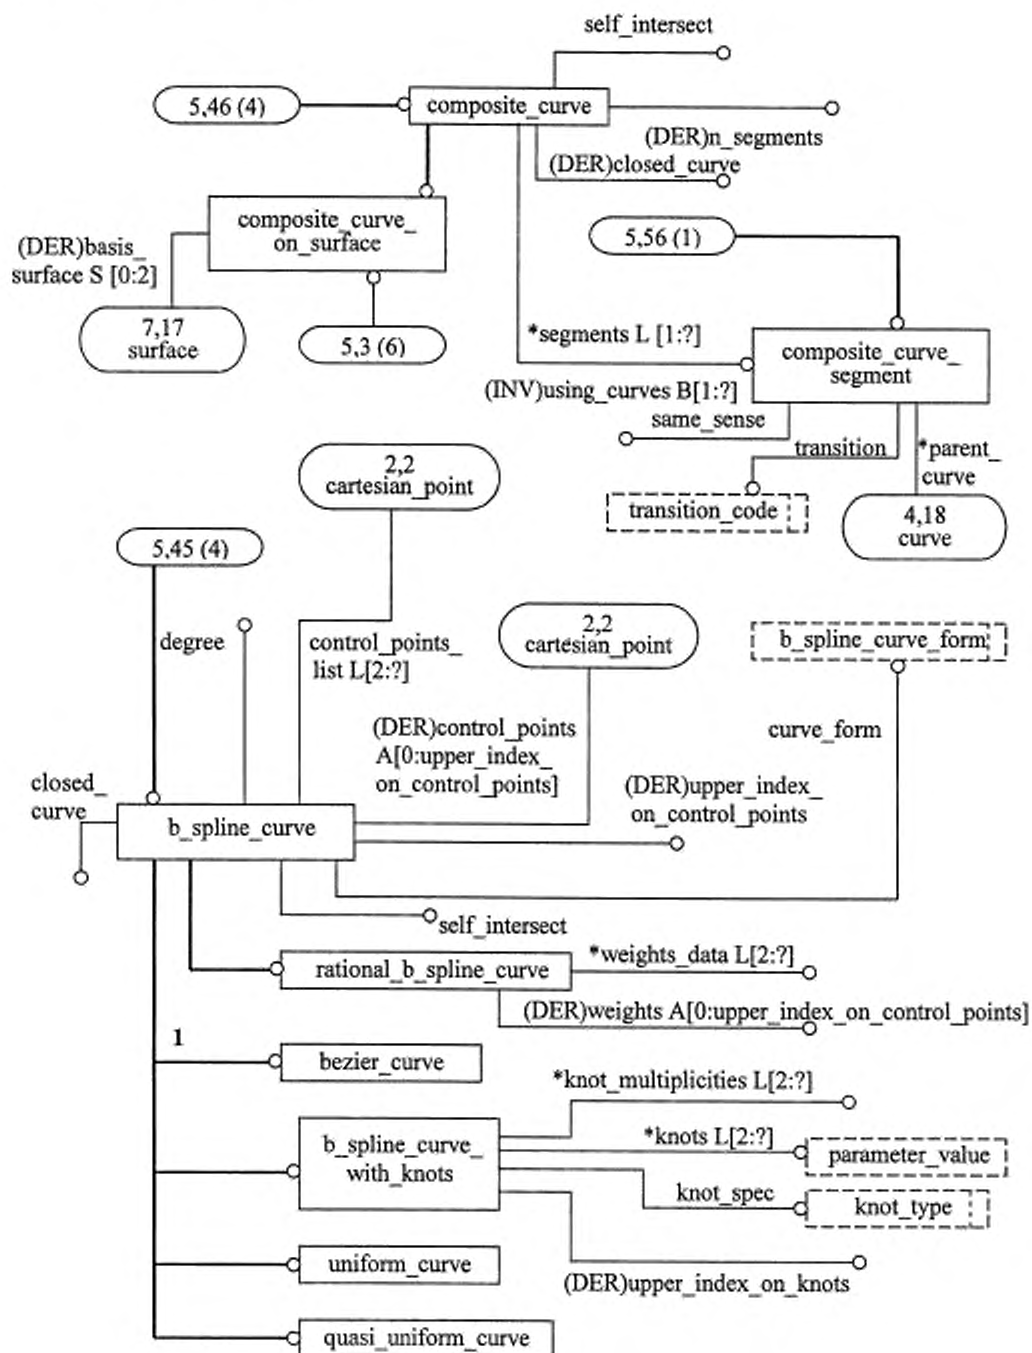 self_intersect
5,46 (4)
composite_curve
(DER)n_segments
(DER)closed_curve
composite_curve_
on_surface
(DER)basis_
surface S [0:2]
5,56 (1)
7,17
surface
5,3 (6)
*segments L [1:?]
composite_curve_
segment
(INV)using_curves B[1:?]
same_sense
transition
*parent_
curve
transition_code
4,18
curve
2,2
cartesian_point
5,45 (4)
degree
control_points_
list L[2:?]
2,2
cartesian_point
b_spline_curve_form
(DER)control_points
A[0:upper_index_
on_control_points]
curve_form
closed_
curve
(DER)upper_index_
on_control_points
b_spline_curve
self_intersect
rational_b_spline_curve
*weights_data L[2:?]
(DER)weights A[0:upper_index_on_control_points]
1
bezier_curve
*knot_multiplicities L[2:?]
b_spline_curve_
with_knots
*knots L[2:?]
parameter_value
knot_spec
knot_type
uniform_curve
(DER)upper_index_on_knots
quasi_uniform_curve